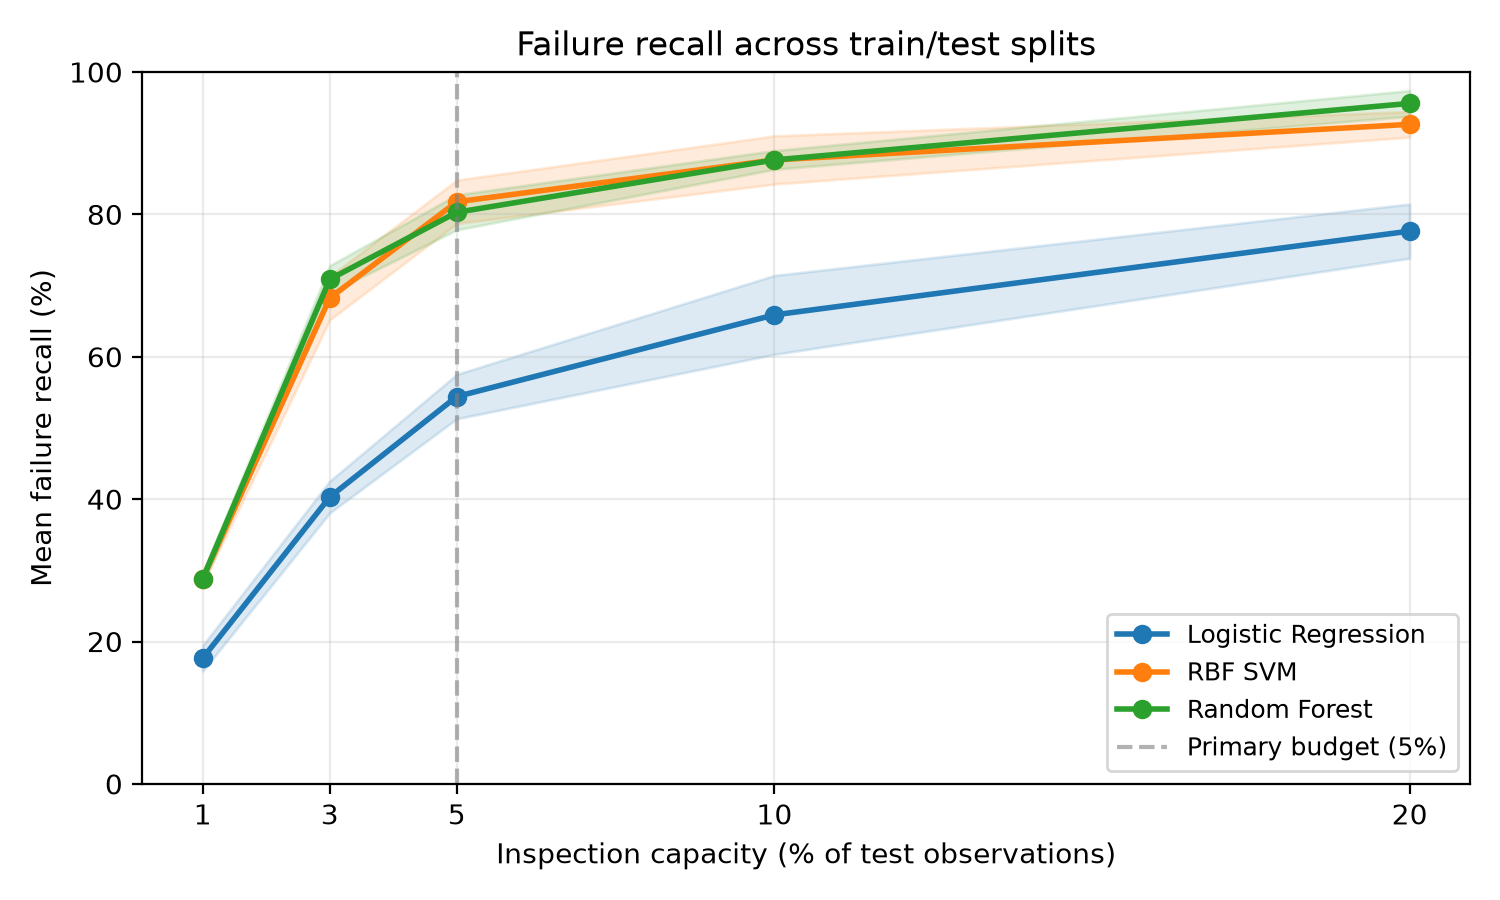 Failure recall across train/test splits
Mean failure recall (%)
100
80
60
40
20
0
1 3 5 10 20
Inspection capacity (% of test observations)
Logistic Regression
RBF SVM
Random Forest
Primary budget (5%)